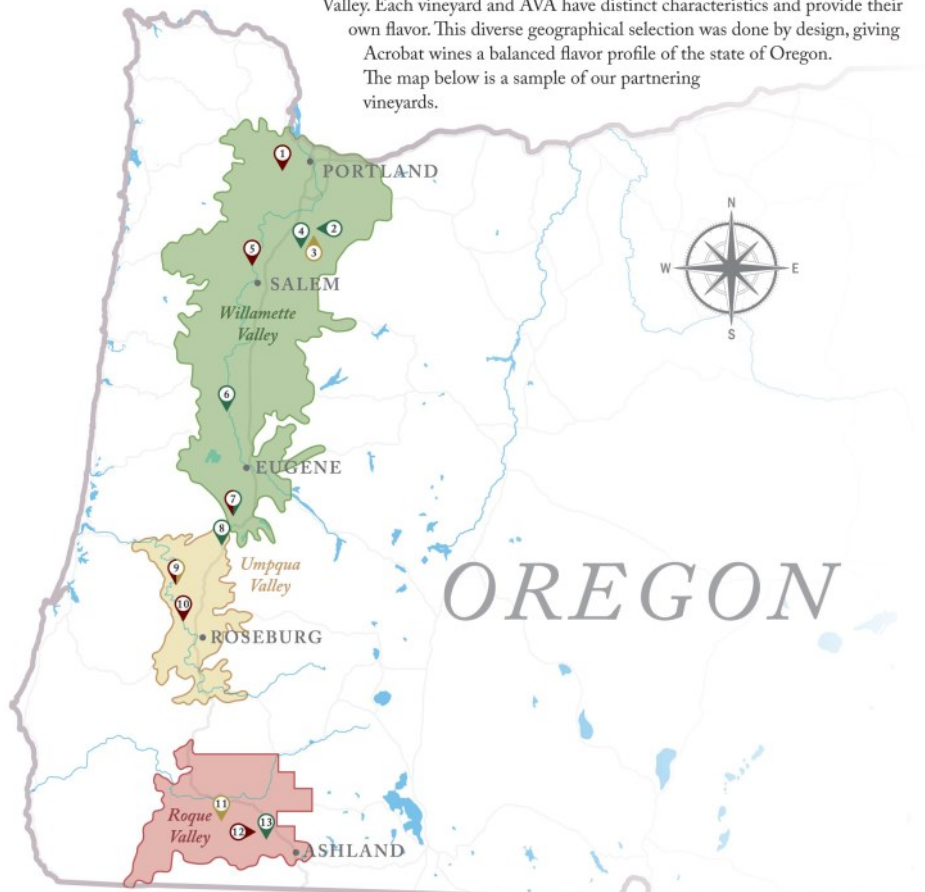 Valley. Each vineyard and AVA have distinct characteristics and provide their
own flavor. This diverse geographical selection was done by design, giving
Acrobat wines a balanced flavor profile of the state of Oregon.
The map below is a sample of our partnering
vineyards.
1
PORTLAND
N
W
E
S
2
4
3
5
SALEM
Willamette
Valley
6
EUGENE
7
8
Umpqua
Valley
9
10
OREGON
ROSEBURG
11
Roque
Valley
12
13
ASHLAND